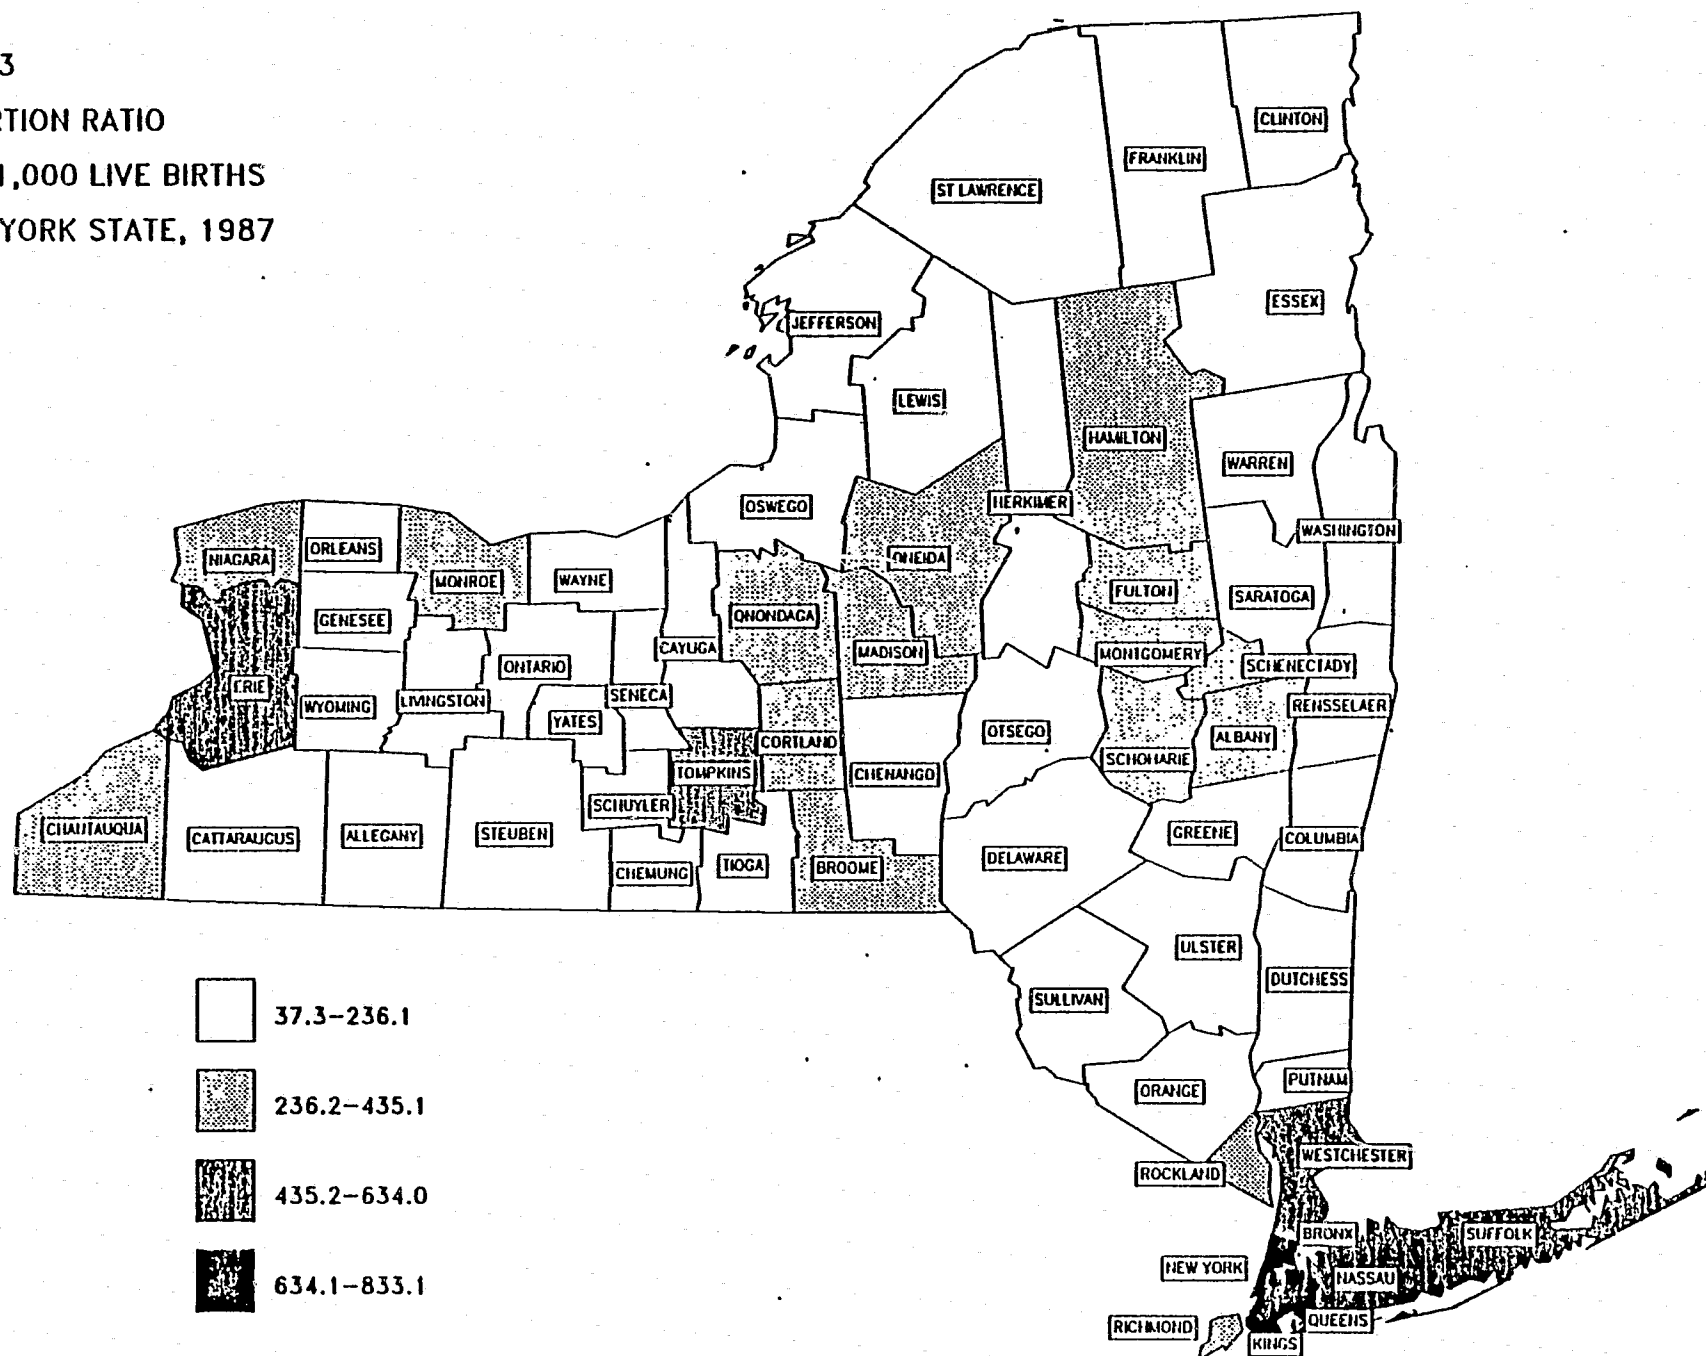 3
RTION RATIO
1,000 LIVE BIRTHS
YORK STATE, 1987
CLINTON
FRANKLIN
ST LAWRENCE
ESSEX
JEFFERSON
LEWIS
HAMILTON
WARREN
HERKIMER
OSWEGO
WASHINGTON
NIAGARA
ORLEANS
MONROE
WAYNE
ONEIDA
FULTON
SARATOGA
GENESEE
ONONDAGA
CAYUGA
MADISON
MONTGOMERY
SCHENECTADY
ONTARIO
ERIE
WYOMING
LIVINGSTON
SENECA
YATES
RENSSELAER
OTSEGO
ALBANY
CORTLAND
SCHOHARIE
TOMPKINS
CHENANGO
SCHUYLER
CHAUTAUQUA
CATTARAUGUS
ALLEGANY
STEUBEN
GREENE
COLUMBIA
DELAWARE
CHEMUNG
TIOGA
BROOME
ULSTER
DUTCHESS
SULLIVAN
ORANGE
PUTNAM
WESTCHESTER
ROCKLAND
BRONX
SUFFOLK
NEW YORK
NASSAU
QUEENS
RICHMOND
KINGS
37.3-236.1
236.2-435.1
435.2-634.0
634.1-833.1